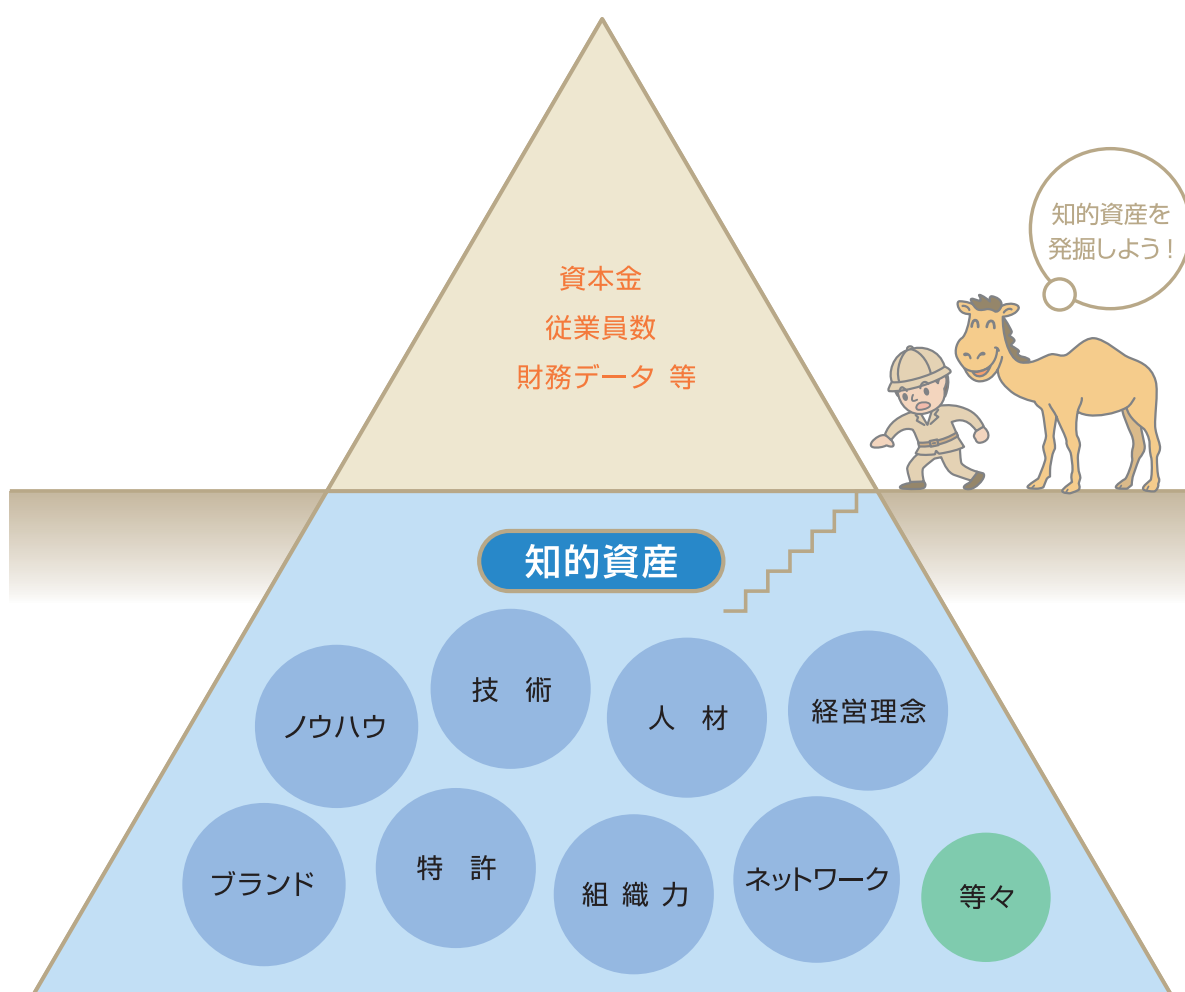 知的資産を
発掘しよう！
資本金
従業員数
財務データ 等
知的資産
ノウハウ
技 術
人 材
経営理念
ブランド
特 許
組 織 力
ネットワーク
等々